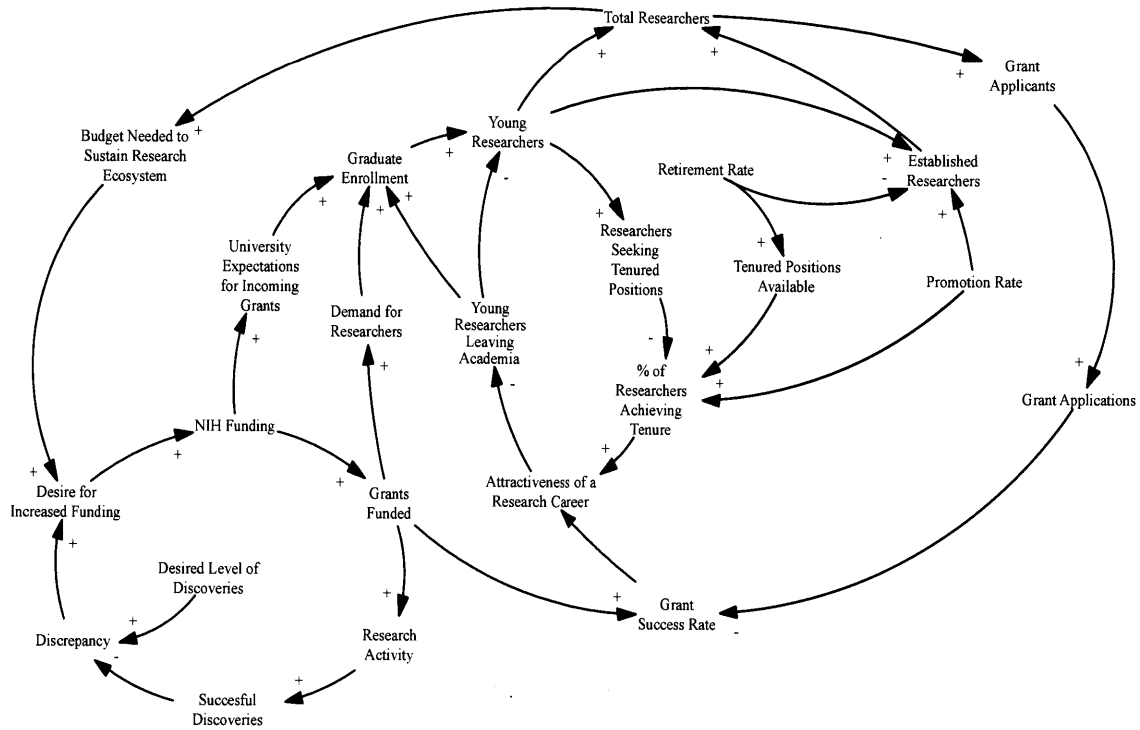 Total Researchers
+
+
+
Grant
Applicants
+
Budget Needed to
Sustain Research
Ecosystem
Young
Researchers
+
Graduate
Enrollment
+
+
+
-
Retirement Rate
+
-
Established
Researchers
+
+
Researchers
Seeking
Tenured
Positions
+
Tenured Positions
Available
University
Expectations
for Incoming
Grants
+
Demand for
Researchers
+
Young
Researchers
Leaving
Academia
-
Promotion Rate
-
+
+
% of
Researchers
Achieving
Tenure
+
Grant Applications
NIH Funding
+
+
+
+
Desire for
Increased Funding
+
Grants
Funded
Attractiveness of a
Research Career
Desired Level of
Discoveries
+
Discrepancy
-
+
Research
Activity
+
Grant
Success Rate
-
+
Succesful
Discoveries